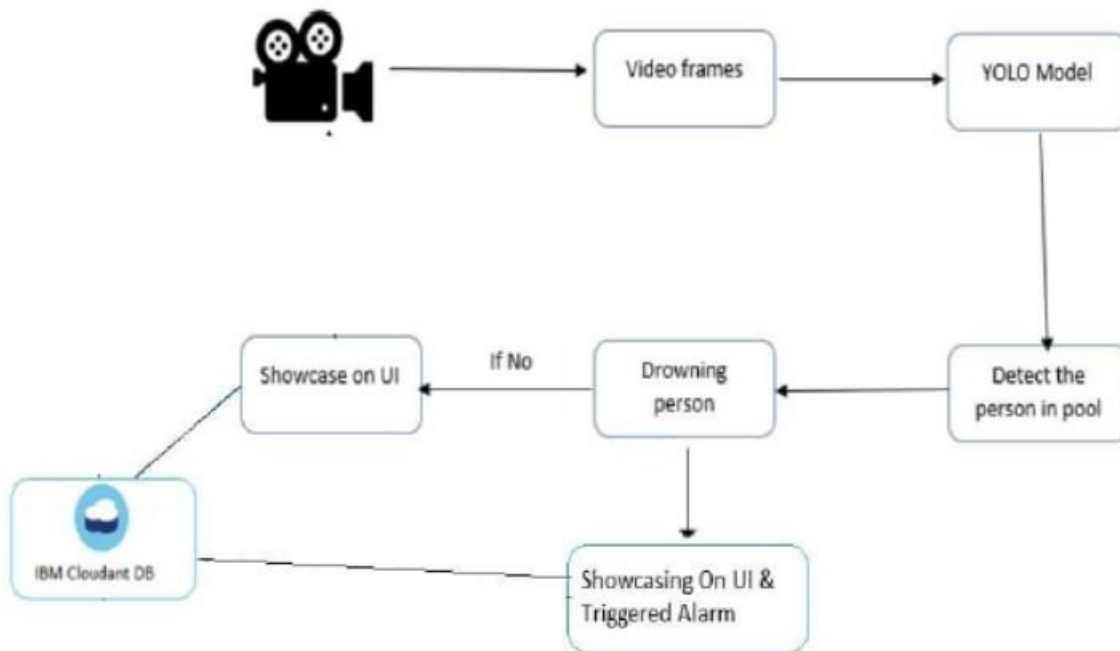 Video frames
YOLO Model
Showcase on UI
If No
Drowning
person
Detect the
person in pool
IBM Cloudant DB
Showcasing On UI &
Triggered Alarm